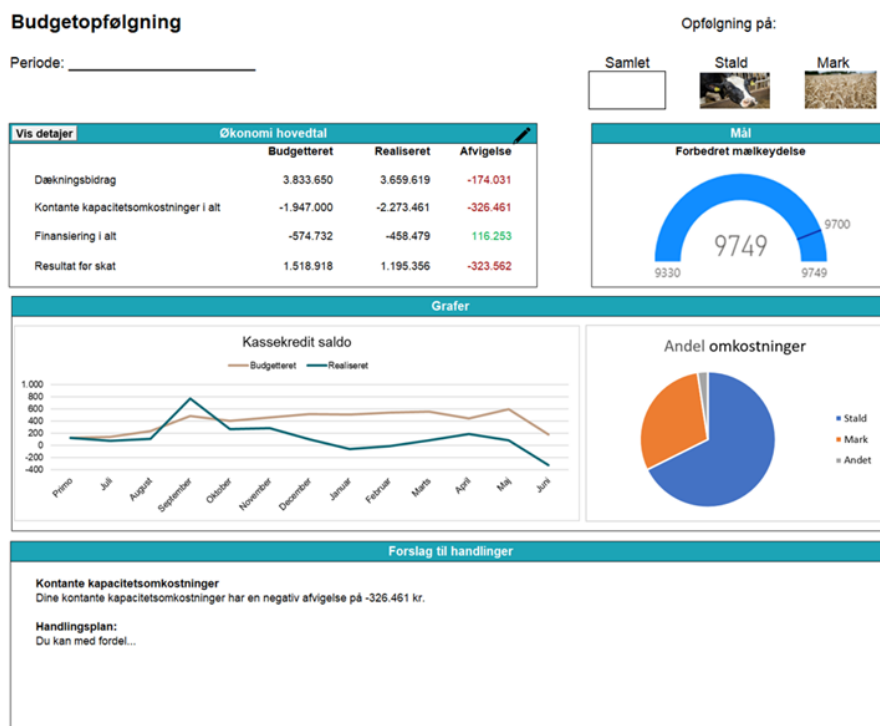 Budgetopfølgning
Opfølgning på:
Periode:
Samlet Stald Mark
Vis detajer Økonomi hovedtal
Budgetteret Realiseret Afvigelse
Dækningsbidrag 3.833.650 3.659.619 -174.031
Kontante kapacitetsomkostninger i alt -1.947.000 -2.273.461 -326.461
Finansiering i alt -574.732 -458.479 116.253
Resultat før skat 1.518.918 1.195.356 -323.562
Mål
Forbedret mælkeydelse
9700
9749
9330 9749
Grafer
Kassekredit saldo
Budgetteret Realiseret
1.000
800
600
400
200
0
-200
-400
Primo Juli August September Oktober November December Januar Februar Marts April Maj Juni
Andel omkostninger
Stald
Mark
Andet
Forslag til handlinger
Kontante kapacitetsomkostninger
Dine kontante kapacitetsomkostninger har en negativ afvigelse på -326.461 kr.
Handlingsplan:
Du kan med fordel...